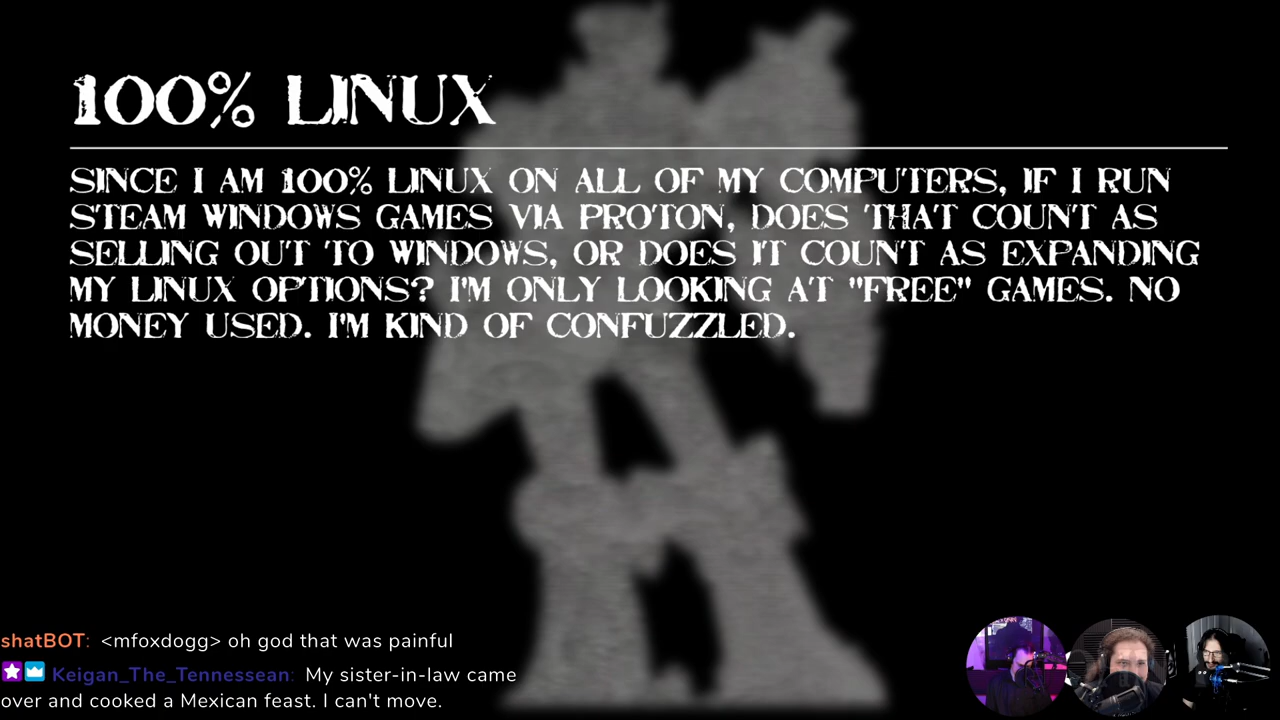 100% LINUX
SINCE I AM 100% LINUX ON ALL OF MY COMPUTERS, IF I RUN
STEAM WINDOWS GAMES VIA PROTON, DOES THAT COUNT AS
SELLING OUT TO WINDOWS, OR DOES IT COUNT AS EXPANDING
MY LINUX OPTIONS? I'M ONLY LOOKING AT "FREE" GAMES. NO
MONEY USED. I'M KIND OF CONFUZZLED.
shatBOT: <mfoxdogg> oh god that was painful
Keigan_The_Tennessean: My sister-in-law came
over and cooked a Mexican feast. I can't move.